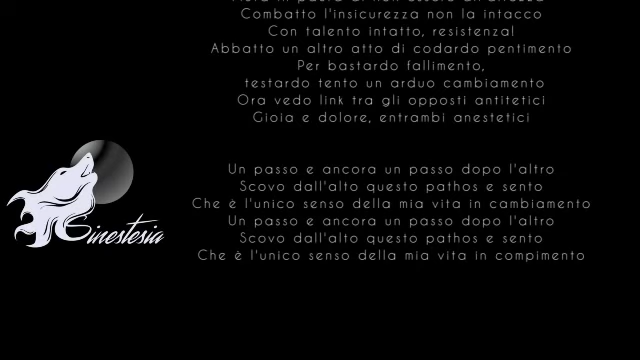 Combatto l'insicurezza non la intacco
Con talento intatto, resistenza!
Abbatto un altro atto di codardo pentimento
Per bastardo fallimento,
testardo tento un arduo cambiamento
Ora vedo link tra gli opposti antitetici
Gioia e dolore, entrambi anestetici
Un passo e ancora un passo dopo l'altro
Scovo dall'alto questo pathos e sento
Che è l'unico senso della mia vita in cambiamento
Un passo e ancora un passo dopo l'altro
Scovo dall'alto questo pathos e sento
Che è l'unico senso della mia vita in compimento
Sinestesia